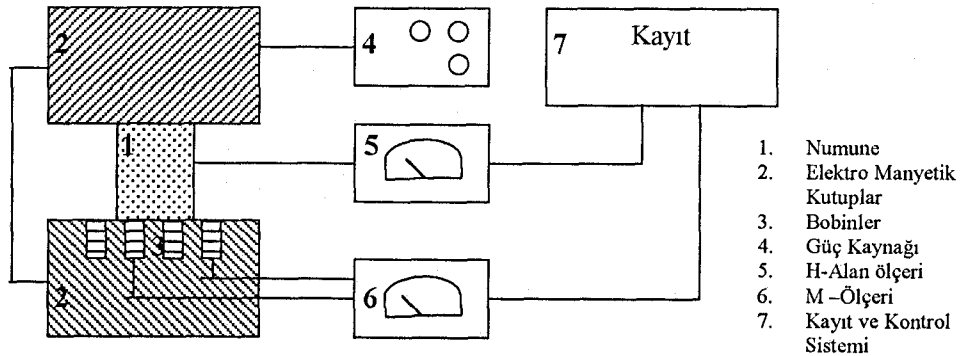 2
4
7 Kayıt
1
5
3
2
6
1. Numune
2. Elektro Manyetik
Kutuplar
3. Bobinler
4. Güç Kaynağı
5. H-Alan ölçeri
6. M –Ölçeri
7. Kayıt ve Kontrol
Sistemi